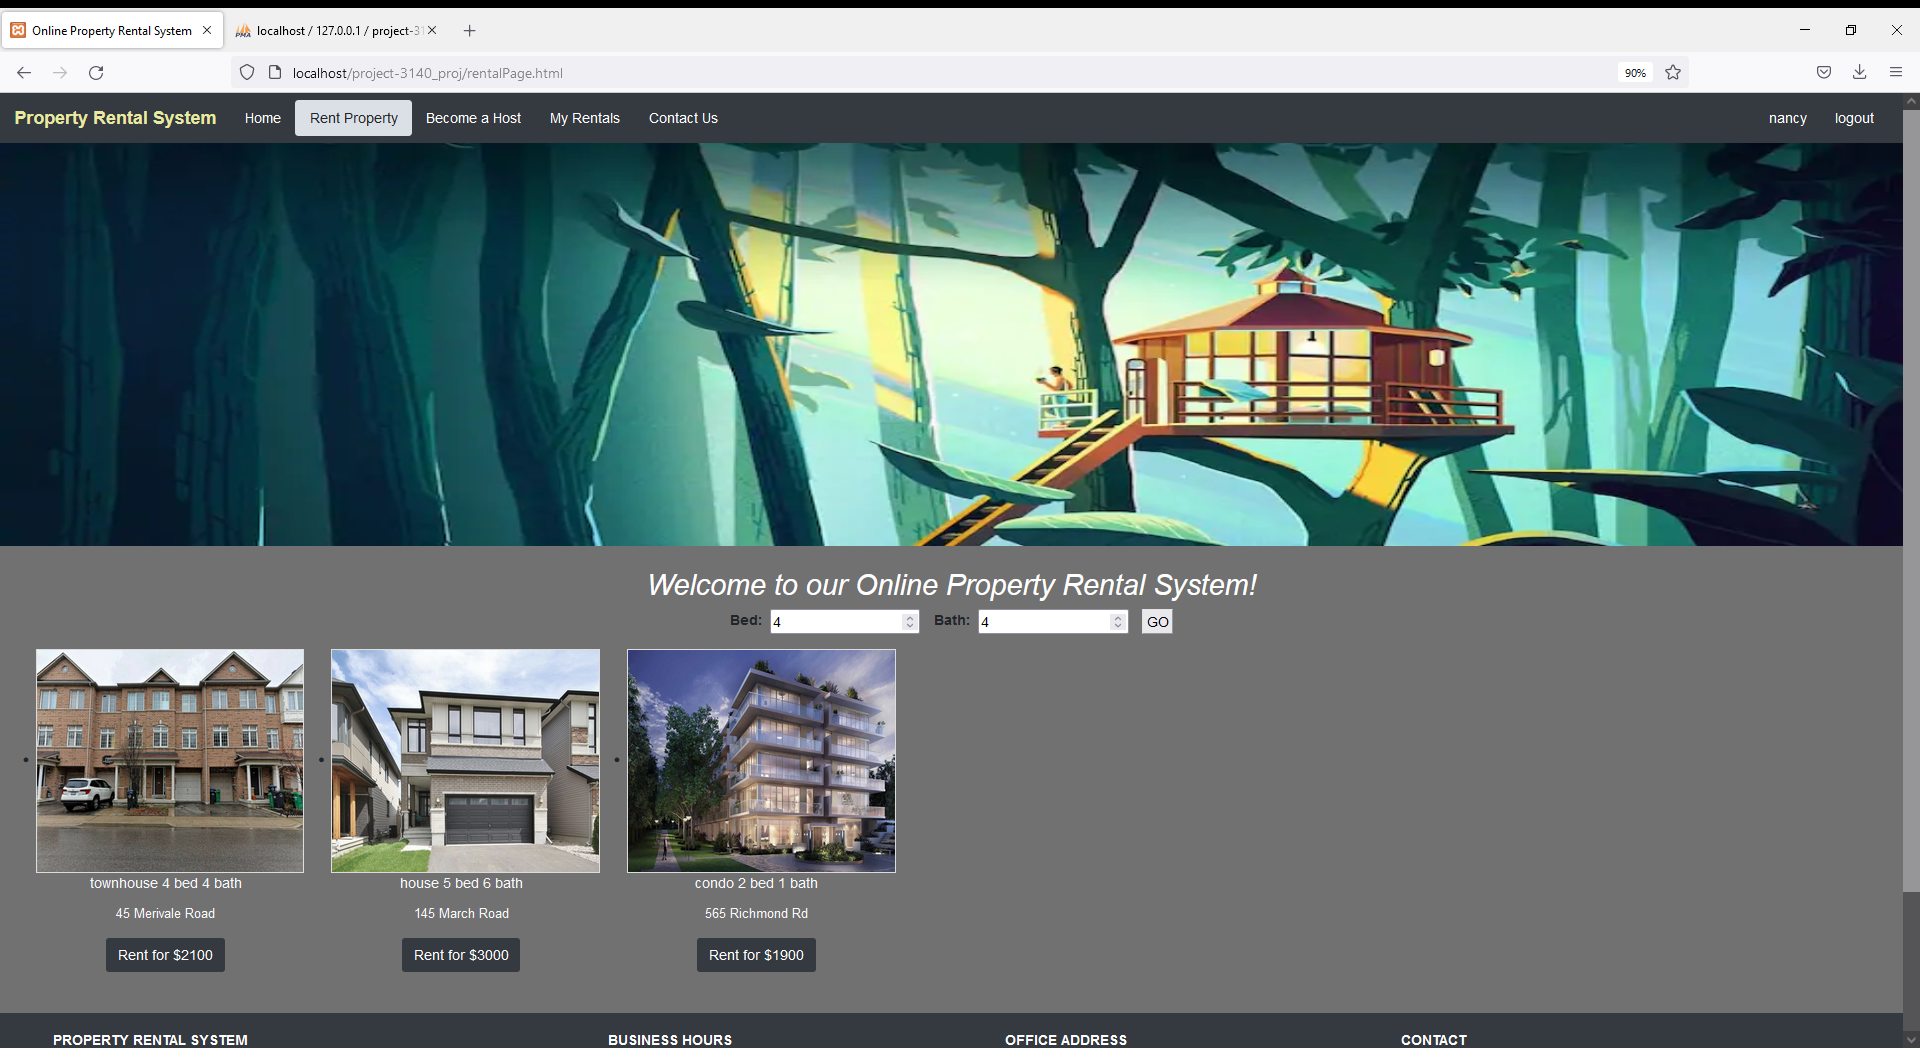 Online Property Rental System
localhost / 127.0.0.1 / project-31
localhost/project-3140_proj/rentalPage.html
90%
Property Rental System
Home
Rent Property
Become a Host
My Rentals
Contact Us
nancy
logout
Welcome to our Online Property Rental System!
Bed: 4 Bath: 4 GO
townhouse 4 bed 4 bath
45 Merivale Road
Rent for $2100
house 5 bed 6 bath
145 March Road
Rent for $3000
condo 2 bed 1 bath
565 Richmond Rd
Rent for $1900
PROPERTY RENTAL SYSTEM
BUSINESS HOURS
OFFICE ADDRESS
CONTACT